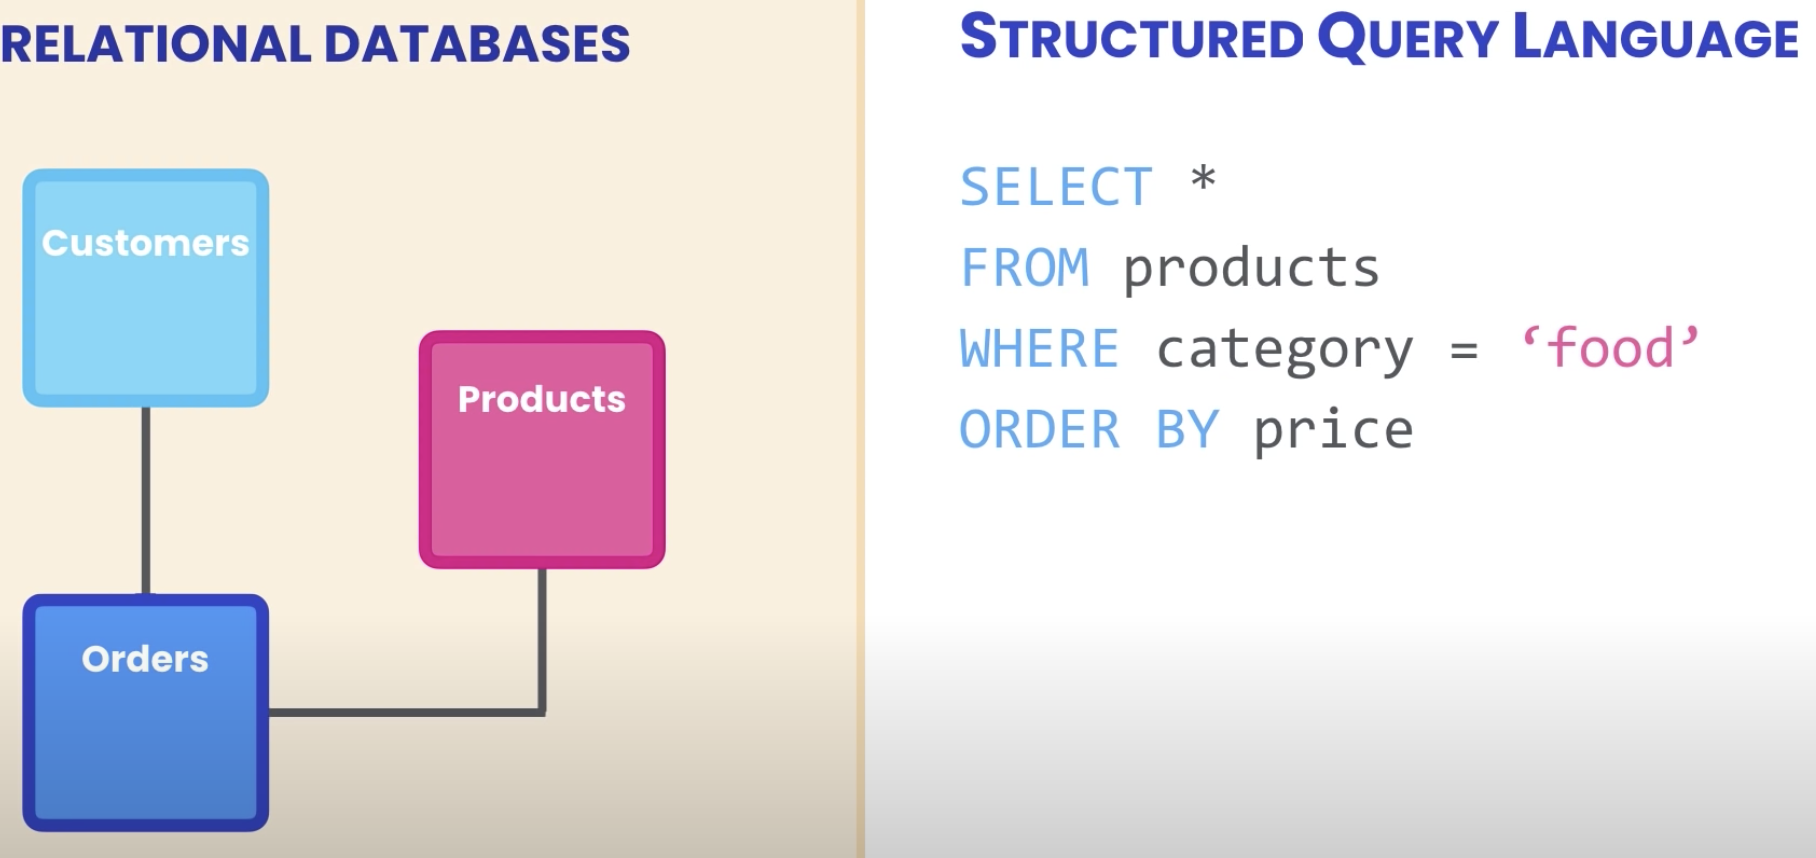 RELATIONAL DATABASES
Customers
Products
Orders
STRUCTURED QUERY LANGUAGE
SELECT *
FROM products
WHERE category = ‘food’
ORDER BY price